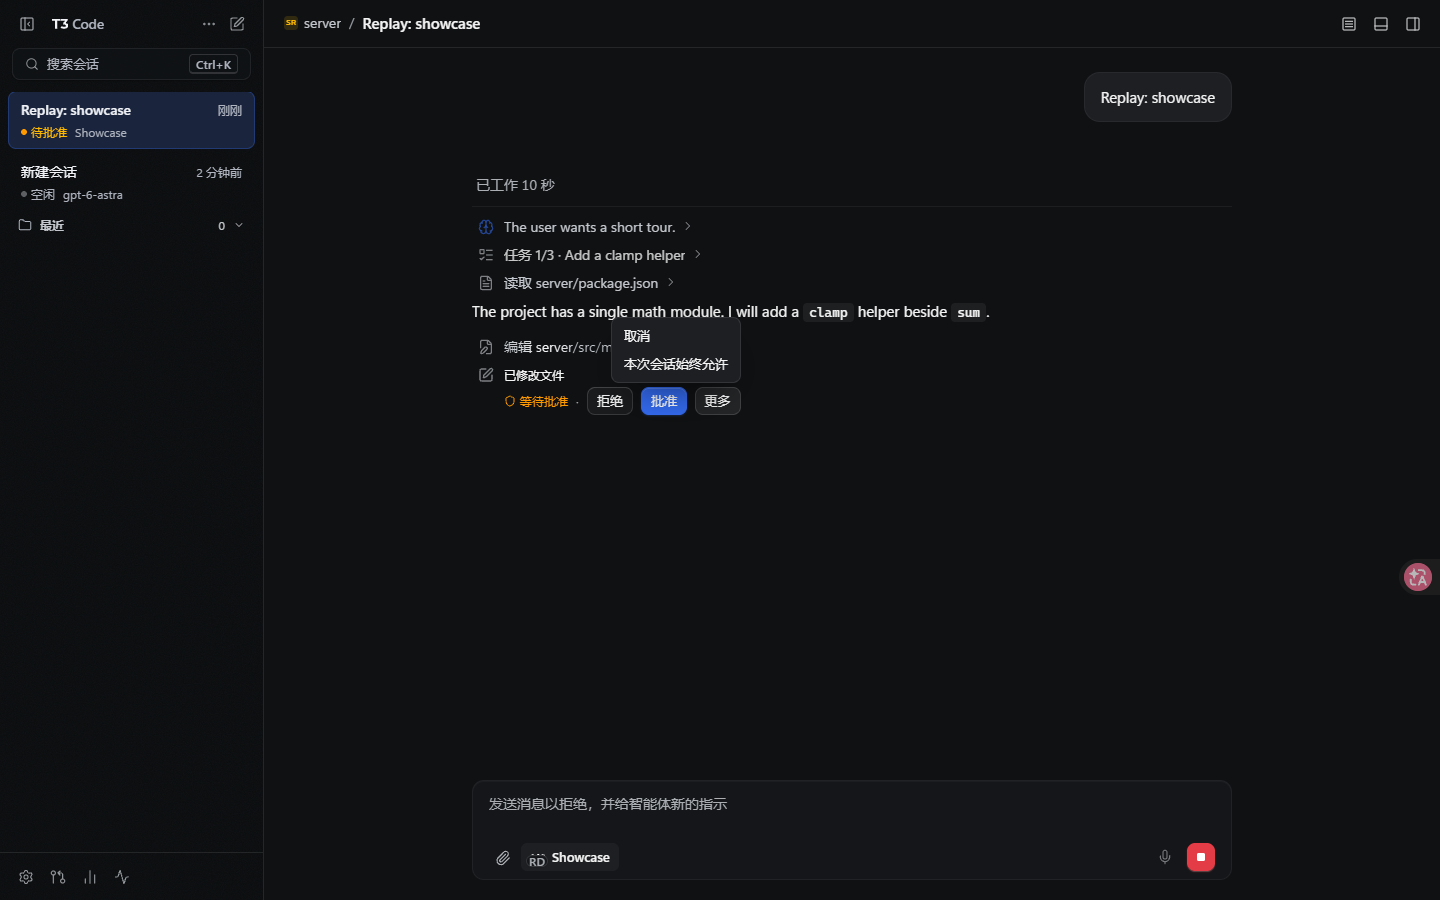 T3 Code
搜索会话 Ctrl+K
Replay: showcase 刚刚
待批准 Showcase
新建会话 2 分钟前
空闲 gpt-6-astra
最近 0
SR server / Replay: showcase
Replay: showcase
已工作 10 秒
The user wants a short tour.
任务 1/3 · Add a clamp helper
读取 server/package.json
The project has a single math module. I will add a clamp helper beside sum.
编辑 server/src/m
取消
本次会话始终允许
已修改文件
等待批准 · 拒绝 批准 更多
发送消息以拒绝，并给智能体新的指示
RD Showcase